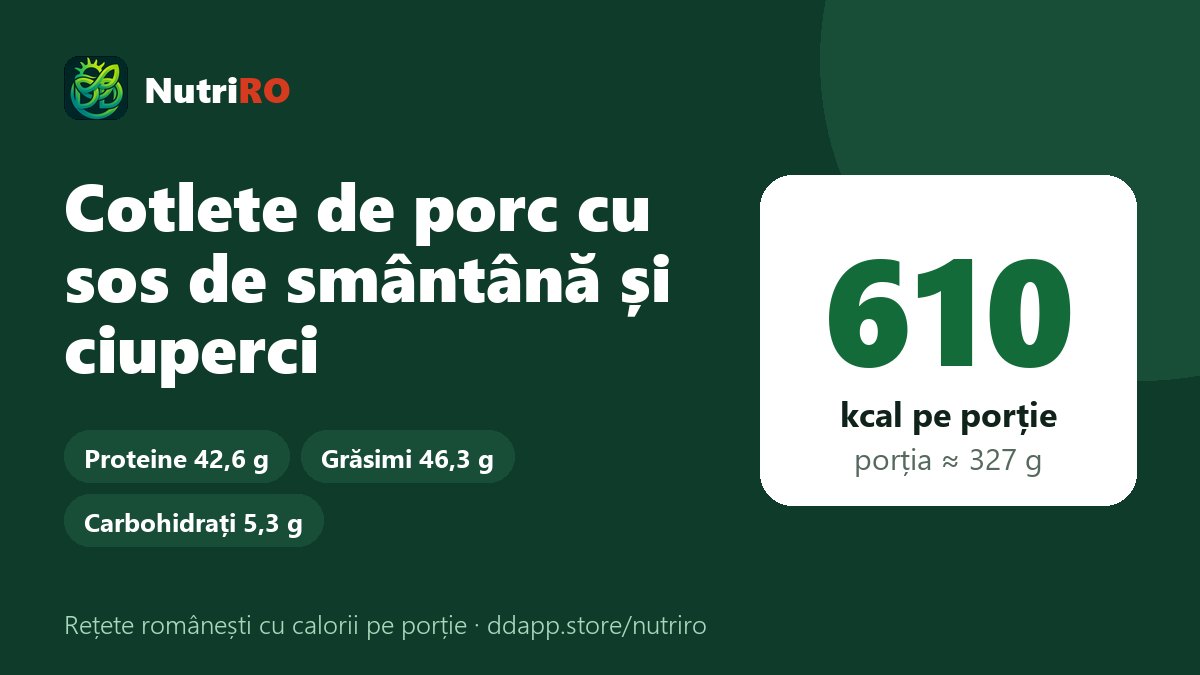 NutriRO
Cotlete de porc cu
sos de smântână și
ciuperci
Proteine 42,6 g
Grăsimi 46,3 g
Carbohidrați 5,3 g
610
kcal pe porție
porția ≈ 327 g
Rețete românești cu calorii pe porție · ddapp.store/nutriro